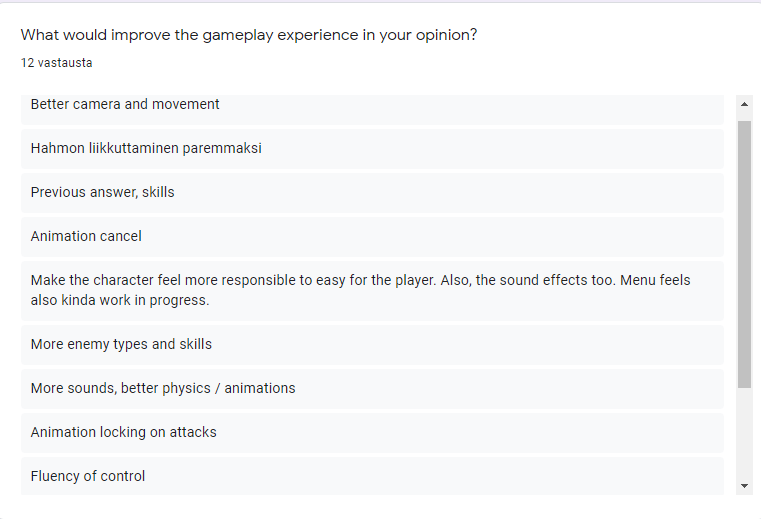 What would improve the gameplay experience in your opinion?
12 vastausta
Better camera and movement
Hahmon liikkuttaminen paremmaksi
Previous answer, skills
Animation cancel
Make the character feel more responsible to easy for the player. Also, the sound effects too. Menu feels
also kinda work in progress.
More enemy types and skills
More sounds, better physics / animations
Animation locking on attacks
Fluency of control